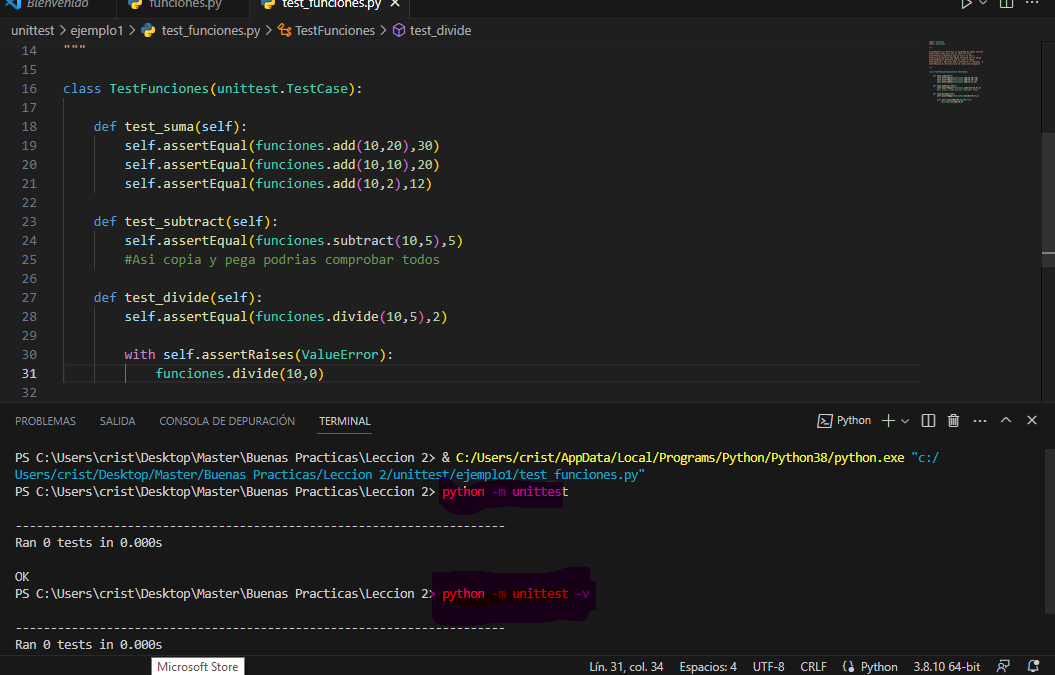 Bienvenido funciones.py test_funciones.py
unittest > ejemplo1 > test_funciones.py > TestFunciones > test_divide
14 """
15
16 class TestFunciones(unittest.TestCase):
17
18 def test_suma(self):
19 self.assertEqual(funciones.add(10,20),30)
20 self.assertEqual(funciones.add(10,10),20)
21 self.assertEqual(funciones.add(10,2),12)
22
23 def test_subtract(self):
24 self.assertEqual(funciones.subtract(10,5),5)
25 #Asi copia y pega podrias comprobar todos
26
27 def test_divide(self):
28 self.assertEqual(funciones.divide(10,5),2)
29
30 with self.assertRaises(ValueError):
31 funciones.divide(10,0)
32
PROBLEMAS SALIDA CONSOLA DE DEPURACIÓN TERMINAL Python
PS C:\Users\crist\Desktop\Master\Buenas Practicas\Leccion 2> & C:/Users/crist/AppData/Local/Programs/Python/Python38/python.exe "c:/
Users/crist/Desktop/Master/Buenas Practicas/Leccion 2/unittest/ejemplo1/test_funciones.py"
PS C:\Users\crist\Desktop\Master\Buenas Practicas\Leccion 2> python -m unittest
----------------------------------------------------------------------
Ran 0 tests in 0.000s
OK
PS C:\Users\crist\Desktop\Master\Buenas Practicas\Leccion 2> python -m unittest -v
----------------------------------------------------------------------
Ran 0 tests in 0.000s
Microsoft Store
Lín. 31, col. 34 Espacios: 4 UTF-8 CRLF Python 3.8.10 64-bit